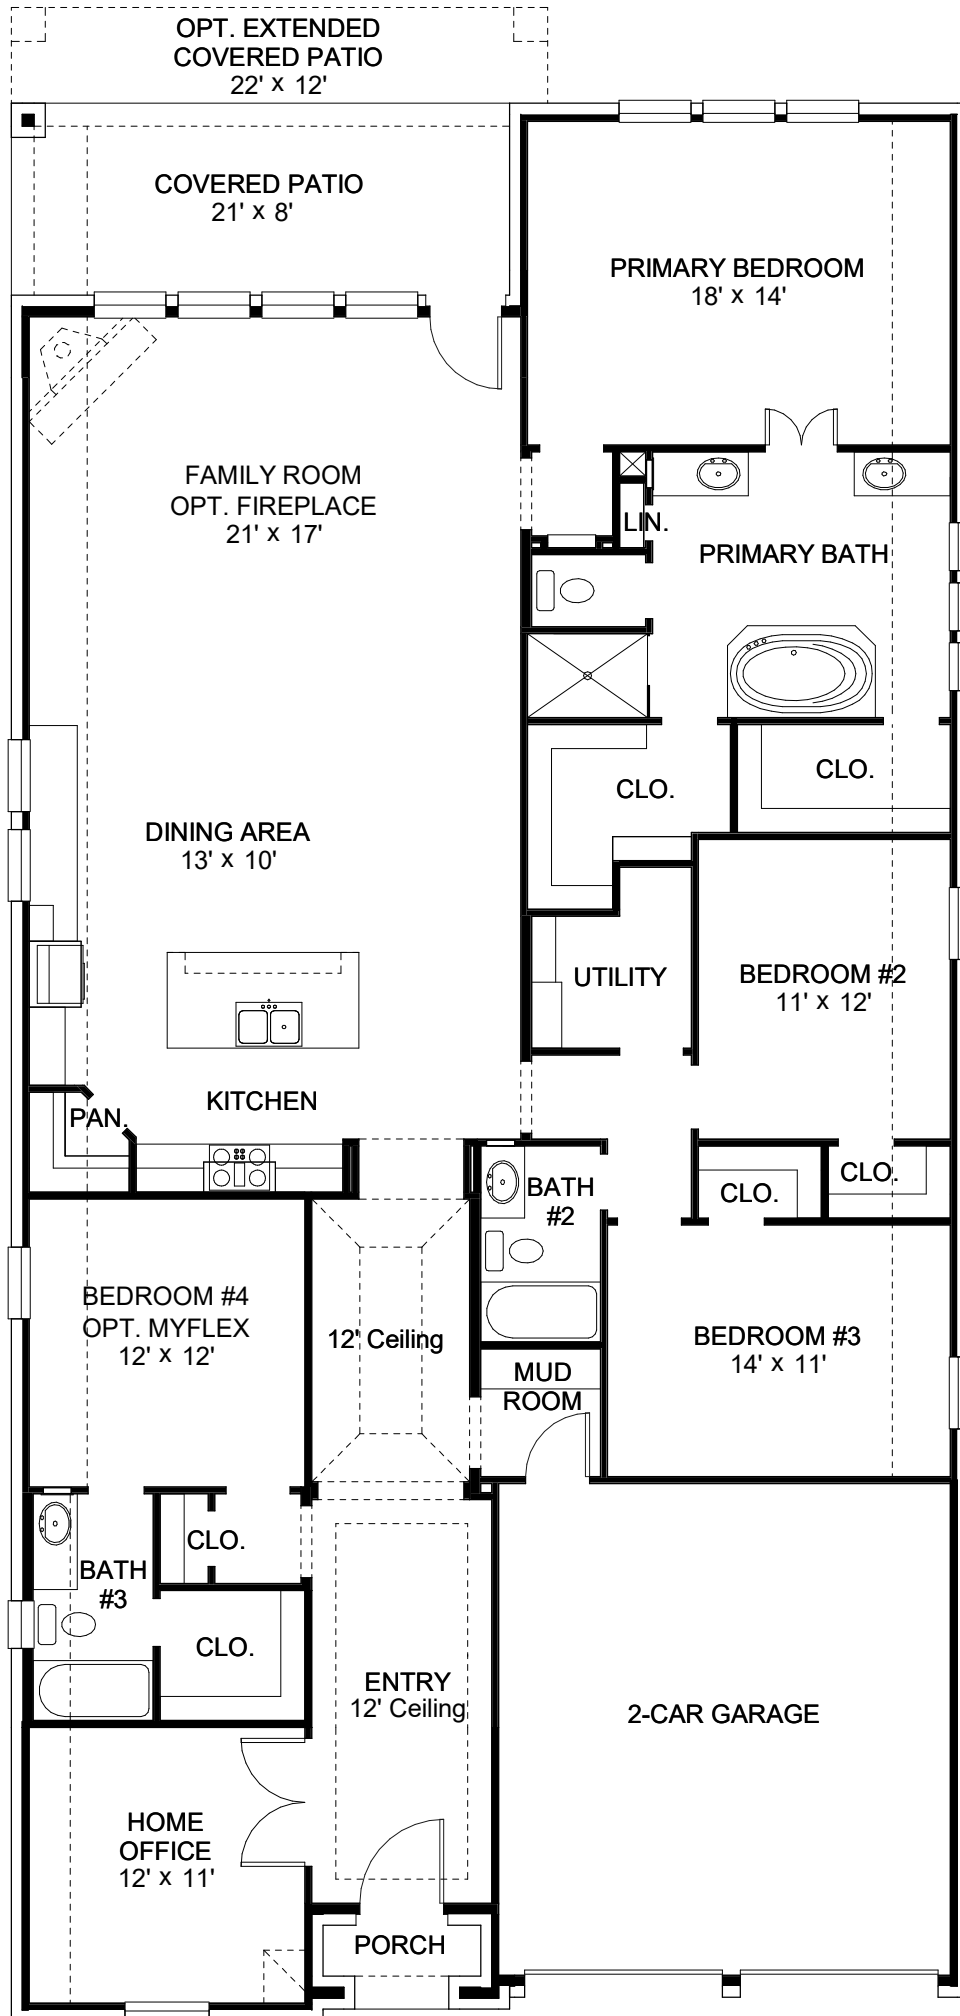 OPT. EXTENDED
COVERED PATIO
22' x 12'
COVERED PATIO
21' x 8'
PRIMARY BEDROOM
18' x 14'
FAMILY ROOM
OPT. FIREPLACE
21' x 17'
LIN.
PRIMARY BATH
CLO.
CLO.
DINING AREA
13' x 10'
UTILITY
BEDROOM #2
11' x 12'
KITCHEN
PAN.
BATH
#2
CLO.
CLO.
BEDROOM #4
OPT. MYFLEX
12' x 12'
12' Ceiling
BEDROOM #3
14' x 11'
MUD
ROOM
CLO.
BATH
#3
CLO.
ENTRY
12' Ceiling
2-CAR GARAGE
HOME
OFFICE
12' x 11'
PORCH